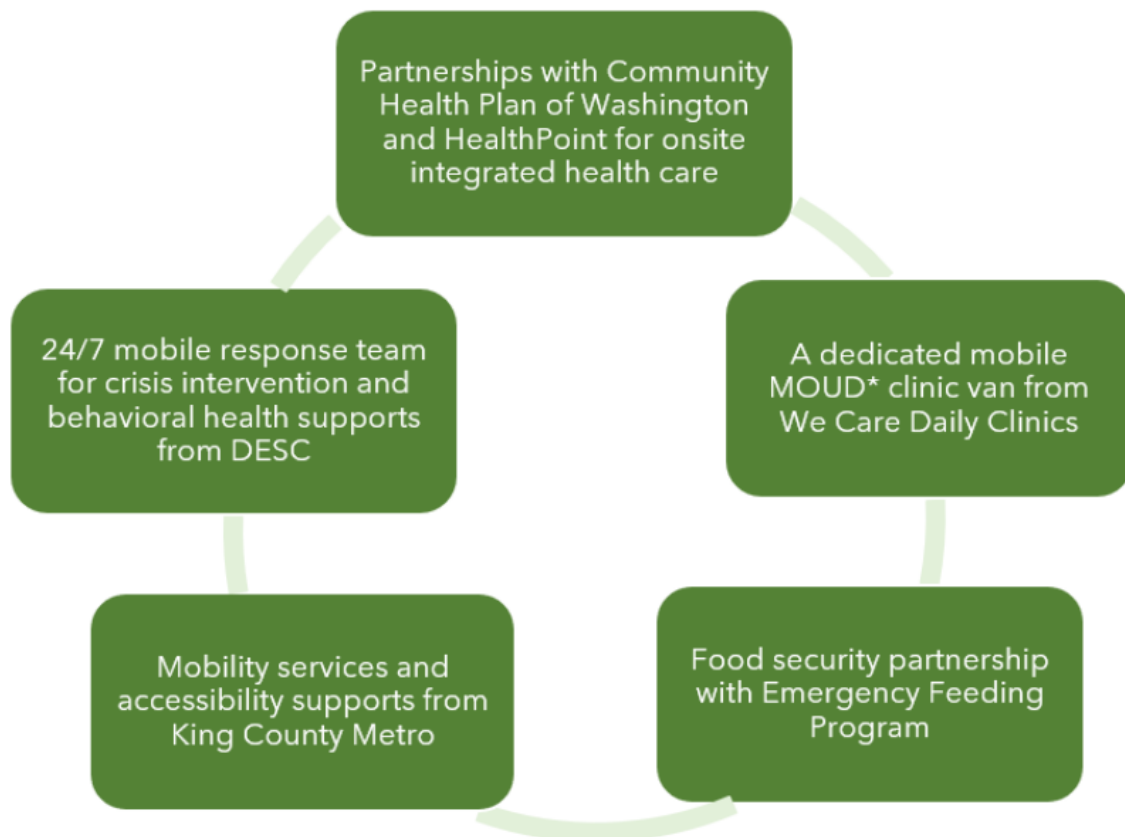 Partnerships with Community
Health Plan of Washington
and HealthPoint for onsite
integrated health care
A dedicated mobile
MOUD* clinic van from
We Care Daily Clinics
Food security partnership
with Emergency Feeding
Program
Mobility services and
accessibility supports from
King County Metro
24/7 mobile response team
for crisis intervention and
behavioral health supports
from DESC